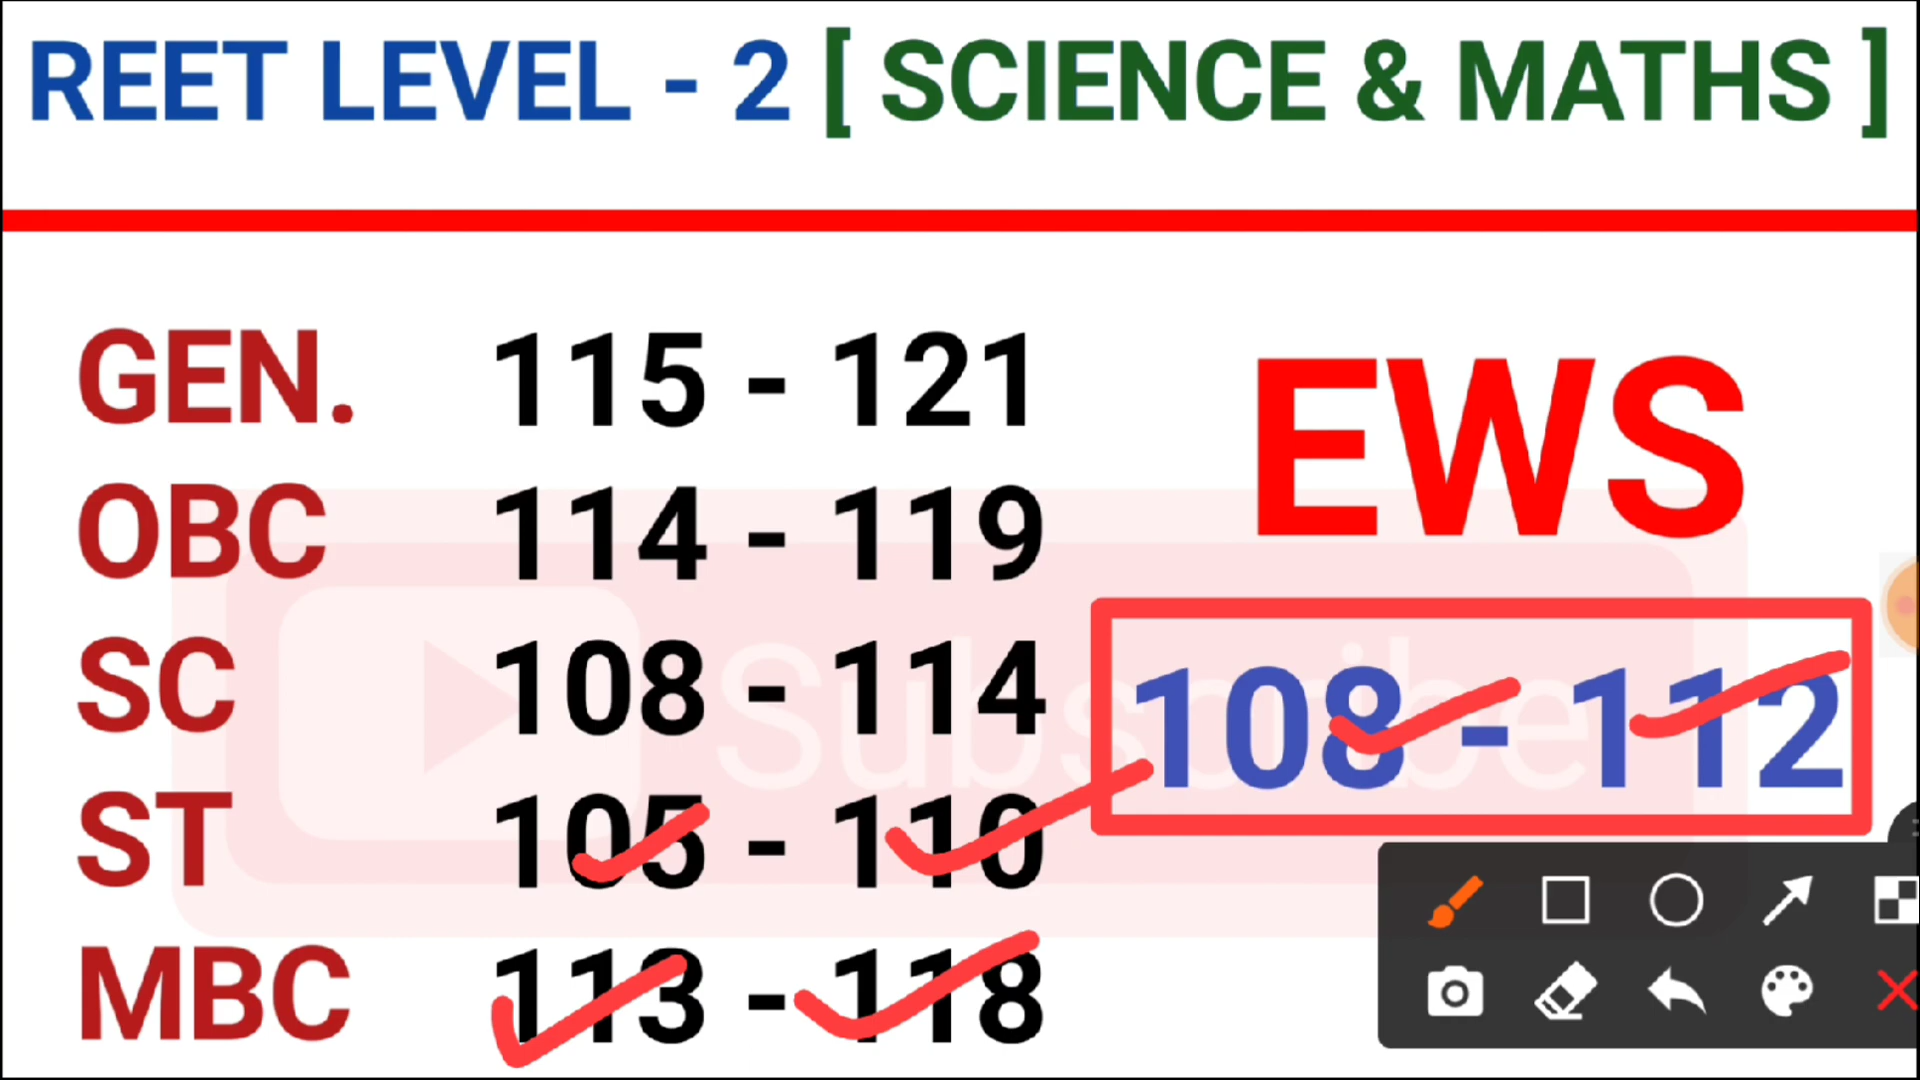 REET LEVEL - 2 [ SCIENCE & MATHS ]
GEN. 115 - 121
OBC 114 - 119
SC 108 - 114
ST 105 - 110
MBC 113 - 118
EWS
108 - 112
Subscribe